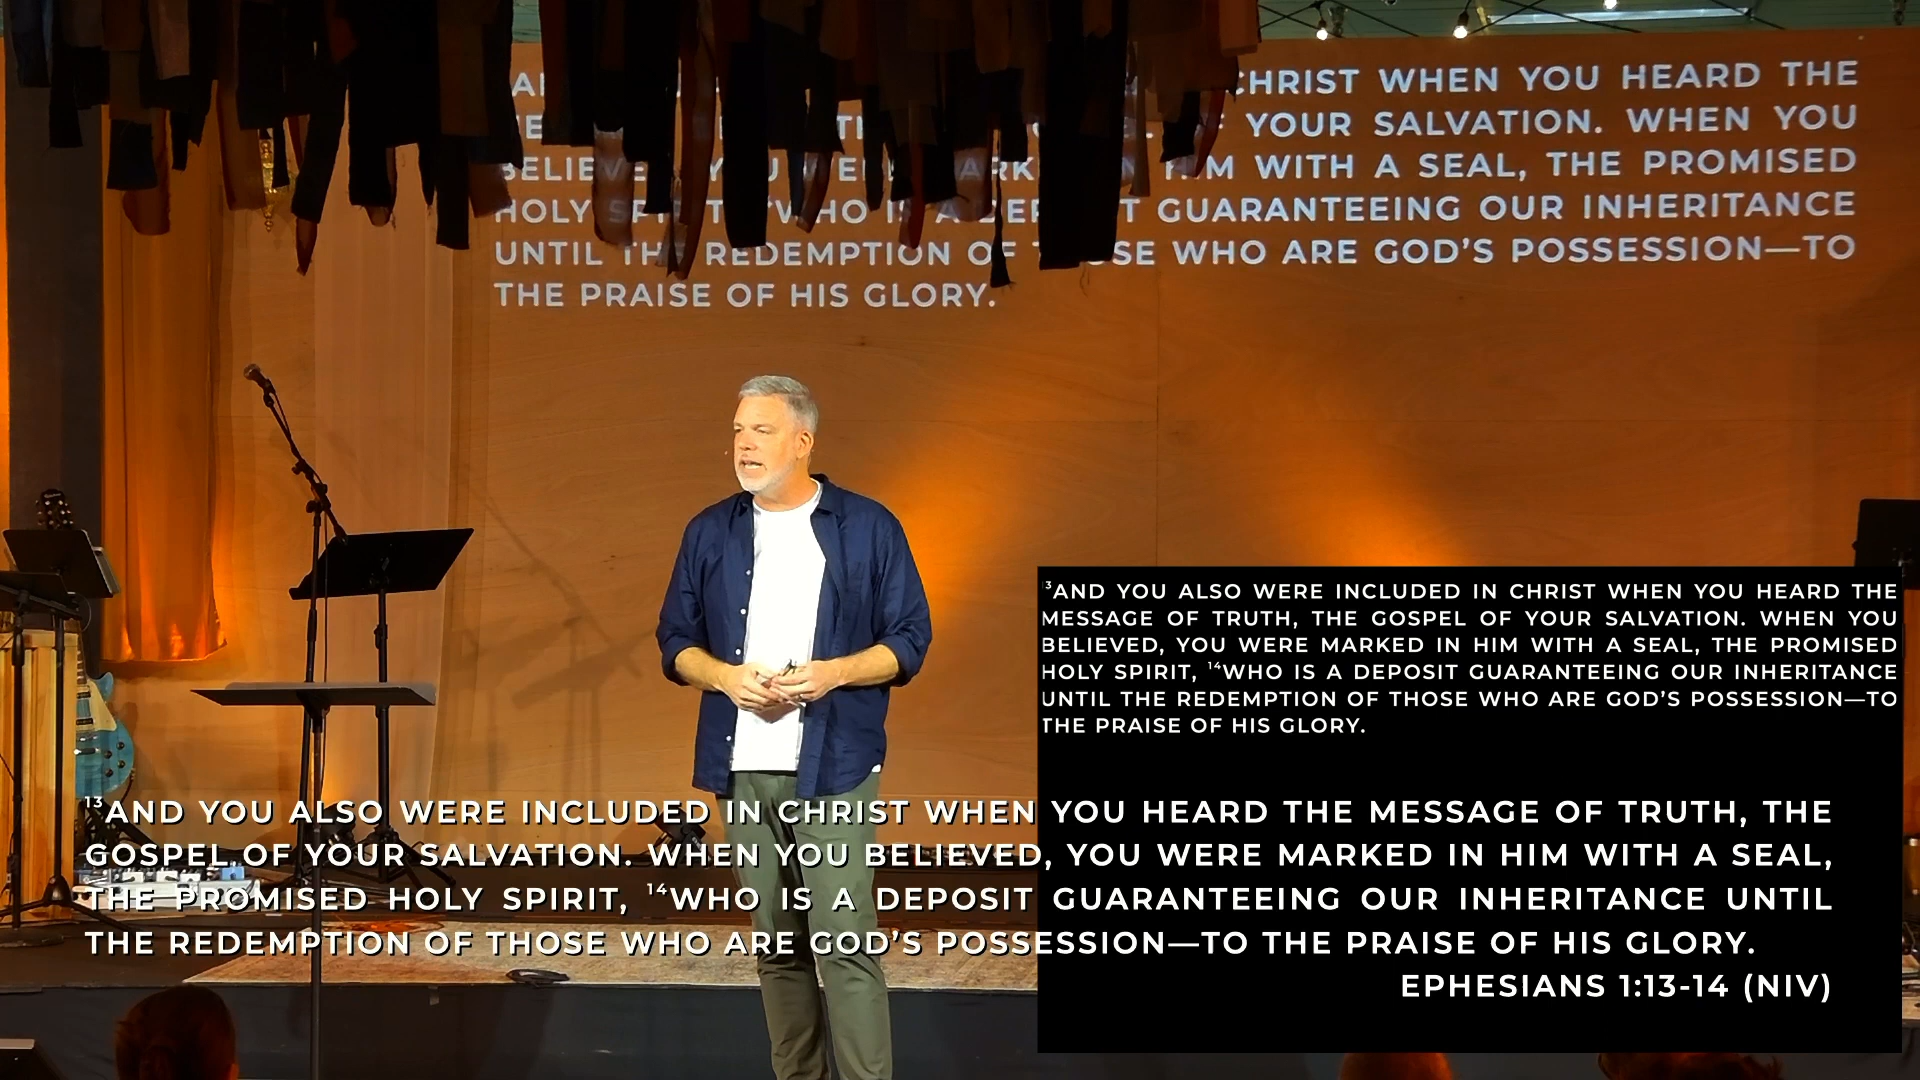 CHRIST WHEN YOU HEARD THE
YOUR SALVATION. WHEN YOU
WITH A SEAL, THE PROMISED
HOLY GUARANTEEING OUR INHERITANCE
UNTIL REDEMPTION OF WHO ARE GOD’S POSSESSION—TO
THE PRAISE OF HIS GLORY.
¹³AND YOU ALSO WERE INCLUDED IN CHRIST WHEN YOU HEARD THE
MESSAGE OF TRUTH, THE GOSPEL OF YOUR SALVATION. WHEN YOU
BELIEVED, YOU WERE MARKED IN HIM WITH A SEAL, THE PROMISED
HOLY SPIRIT, ¹⁴WHO IS A DEPOSIT GUARANTEEING OUR INHERITANCE
UNTIL THE REDEMPTION OF THOSE WHO ARE GOD’S POSSESSION—TO
THE PRAISE OF HIS GLORY.
¹³AND YOU ALSO WERE INCLUDED IN CHRIST WHEN YOU HEARD THE MESSAGE OF TRUTH, THE
GOSPEL OF YOUR SALVATION. WHEN YOU BELIEVED, YOU WERE MARKED IN HIM WITH A SEAL,
THE PROMISED HOLY SPIRIT, ¹⁴WHO IS A DEPOSIT GUARANTEEING OUR INHERITANCE UNTIL
THE REDEMPTION OF THOSE WHO ARE GOD’S POSSESSION—TO THE PRAISE OF HIS GLORY.
EPHESIANS 1:13-14 (NIV)